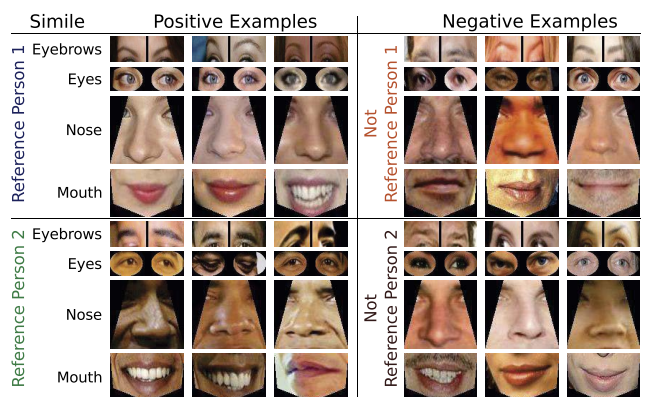 Simile Positive Examples Negative Examples
Reference Person 1
Eyebrows
Eyes
Nose
Mouth
Not
Reference Person 1
Reference Person 2
Eyebrows
Eyes
Nose
Mouth
Not
Reference Person 2